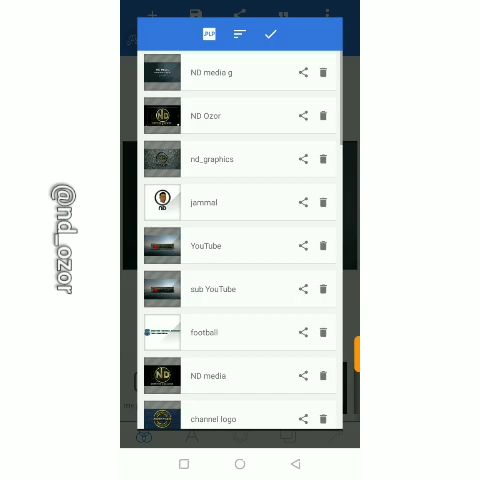 .PLP
ND media g
ND Ozor
nd_graphics
jammal
YouTube
sub YouTube
football
ND media
channel logo
@nd_ozor